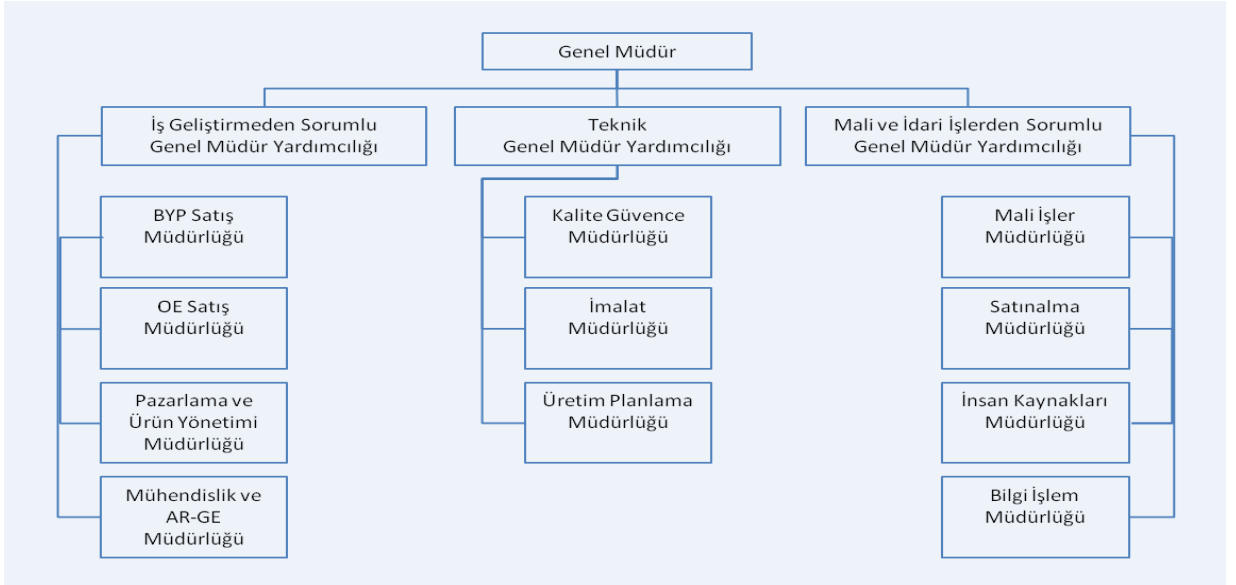 Genel Müdür
İş Geliştirmeden Sorumlu
Genel Müdür Yardımcılığı
Teknik
Genel Müdür Yardımcılığı
Mali ve İdari İşlerden Sorumlu
Genel Müdür Yardımcılığı
BYP Satış
Müdürlüğü
OE Satış
Müdürlüğü
Pazarlama ve
Ürün Yönetimi
Müdürlüğü
Mühendislik ve
AR-GE
Müdürlüğü
Kalite Güvence
Müdürlüğü
İmalat
Müdürlüğü
Üretim Planlama
Müdürlüğü
Mali İşler
Müdürlüğü
Satınalma
Müdürlüğü
İnsan Kaynakları
Müdürlüğü
Bilgi İşlem
Müdürlüğü